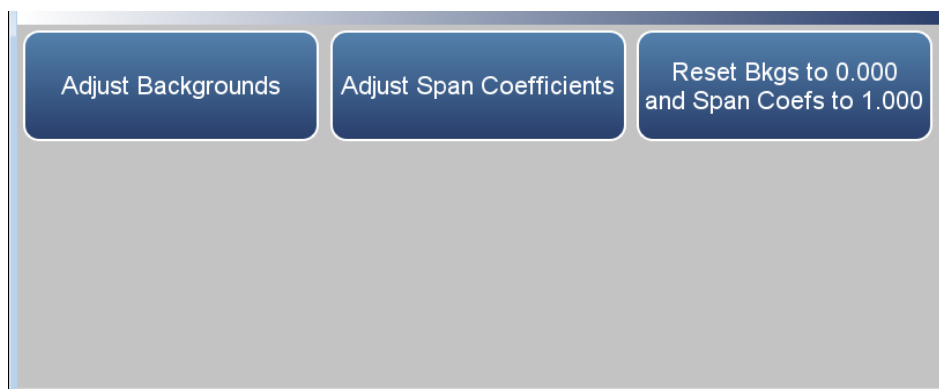 Adjust Backgrounds
Adjust Span Coefficients
Reset Bkgs to 0.000
and Span Coefs to 1.000